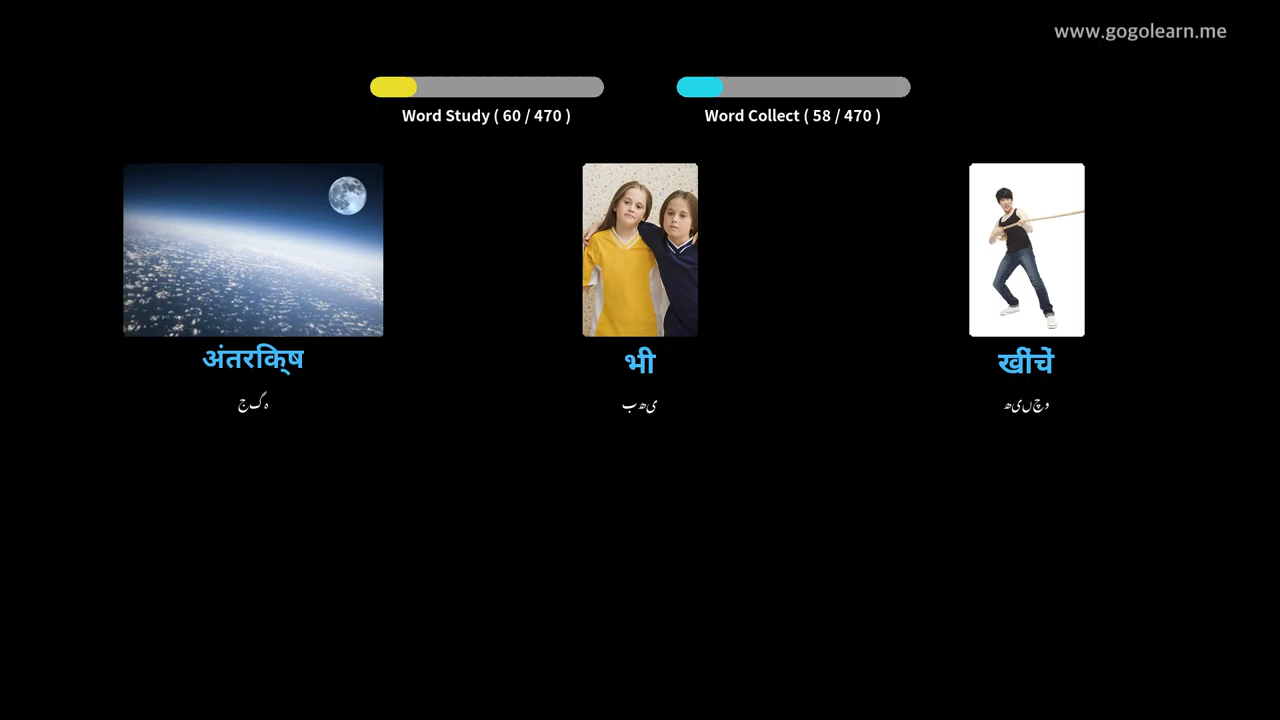 www.gogolearn.me
Word Study ( 60 / 470 )
Word Collect ( 58 / 470 )
अंतरक्षि
भी
खींचें
ہ گ ج
ی ھ ب
و چ ں ی ھ